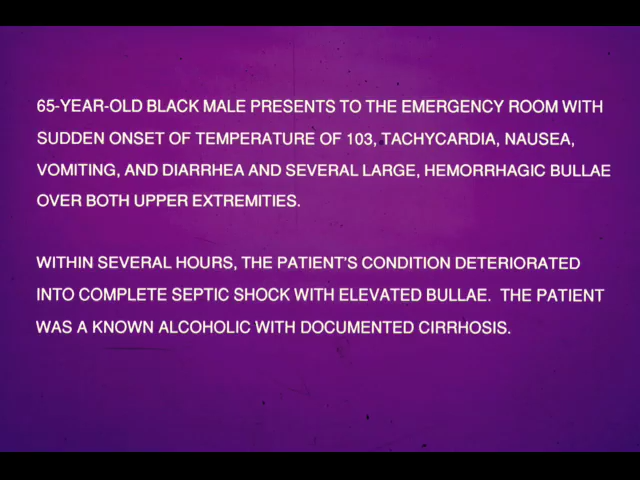 65-YEAR-OLD BLACK MALE PRESENTS TO THE EMERGENCY ROOM WITH
SUDDEN ONSET OF TEMPERATURE OF 103, TACHYCARDIA, NAUSEA,
VOMITING, AND DIARRHEA AND SEVERAL LARGE, HEMORRHAGIC BULLAE
OVER BOTH UPPER EXTREMITIES.
WITHIN SEVERAL HOURS, THE PATIENT'S CONDITION DETERIORATED
INTO COMPLETE SEPTIC SHOCK WITH ELEVATED BULLAE. THE PATIENT
WAS A KNOWN ALCOHOLIC WITH DOCUMENTED CIRRHOSIS.